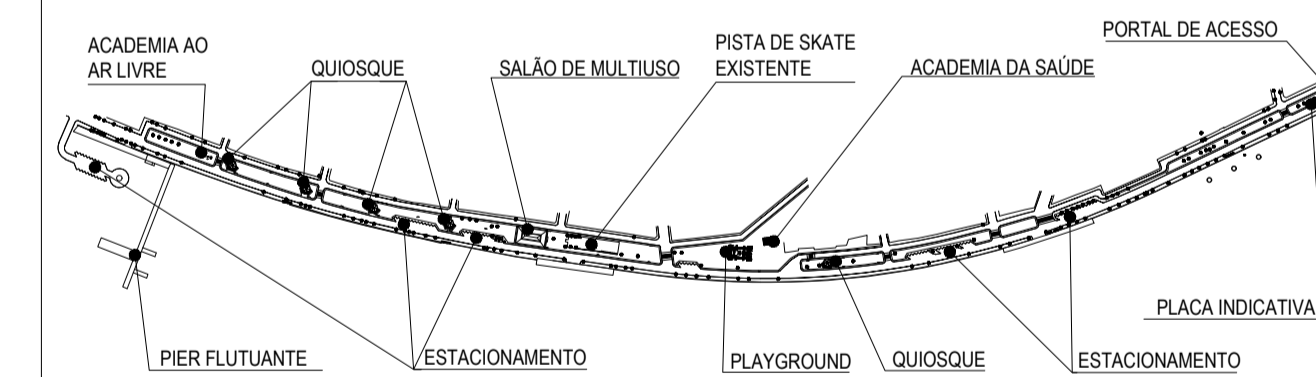 ACADEMIA AO
AR LIVRE
QUIOSQUE
SALÃO DE MULTIUSO
PISTA DE SKATE
EXISTENTE
ACADEMIA DA SAÚDE
PORTAL DE ACESSO
PLACA INDICATIVA
PIER FLUTUANTE
ESTACIONAMENTO
PLAYGROUND
QUIOSQUE
ESTACIONAMENTO